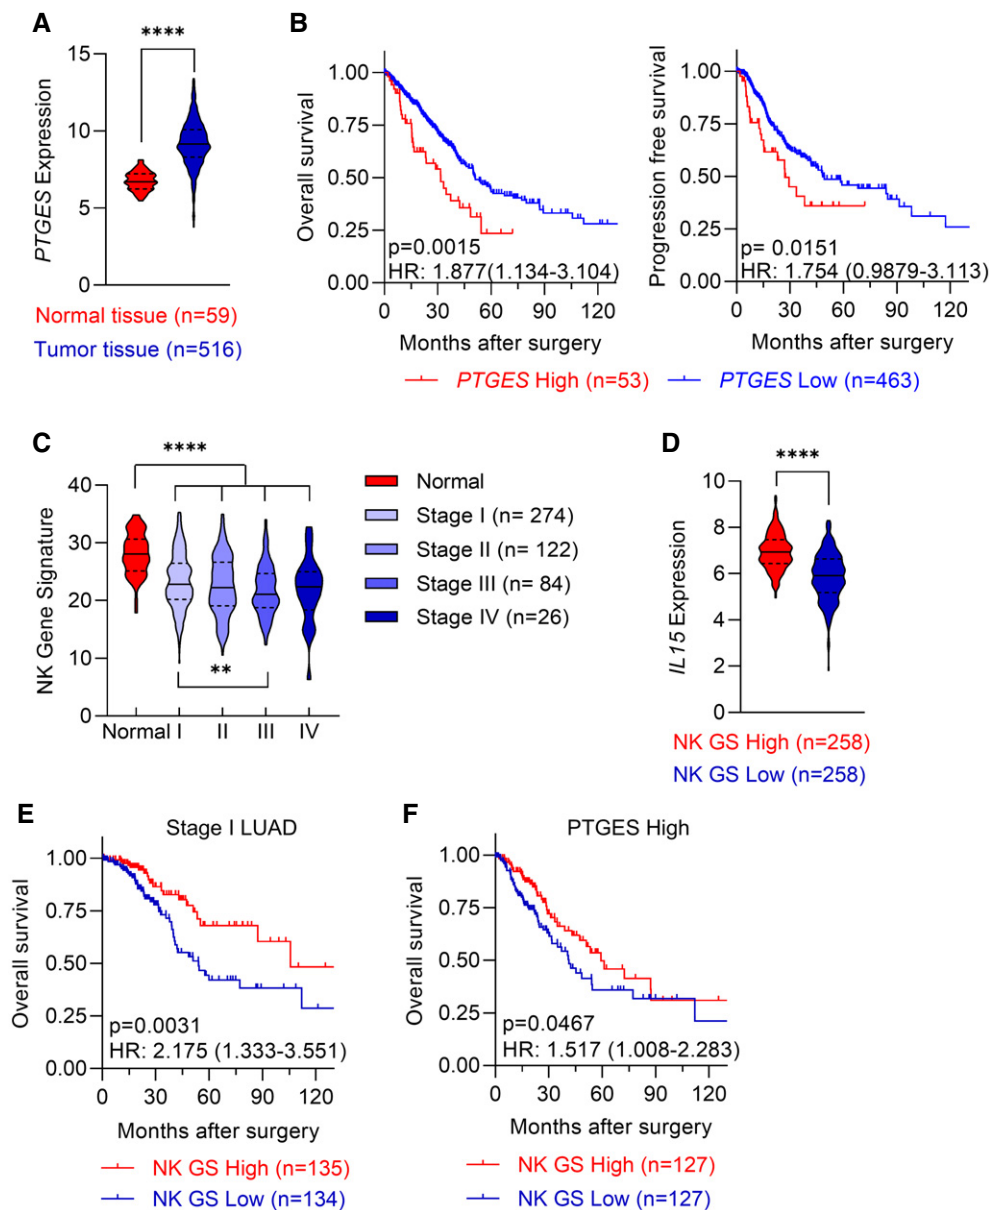 A
****
15
10
5
0
PTGES Expression
Normal tissue (n=59)
Tumor tissue (n=516)
B
1.00
0.75
0.50
0.25
0.00
Overall survival
p=0.0015
HR: 1.877(1.134-3.104)
0 30 60 90 120
Months after surgery
1.00
0.75
0.50
0.25
0.00
Progression free survival
p= 0.0151
HR: 1.754 (0.9879-3.113)
0 30 60 90 120
Months after surgery
PTGES High (n=53)
PTGES Low (n=463)
C
****
40
30
20
10
0
NK Gene Signature
**
Normal I II III IV
Normal
Stage I (n= 274)
Stage II (n= 122)
Stage III (n= 84)
Stage IV (n=26)
D
****
10
8
6
4
2
0
IL15 Expression
NK GS High (n=258)
NK GS Low (n=258)
E
Stage I LUAD
1.00
0.75
0.50
0.25
0.00
Overall survival
p=0.0031
HR: 2.175 (1.333-3.551)
0 30 60 90 120
Months after surgery
NK GS High (n=135)
NK GS Low (n=134)
F
PTGES High
1.00
0.75
0.50
0.25
0.00
Overall survival
p=0.0467
HR: 1.517 (1.008-2.283)
0 30 60 90 120
Months after surgery
NK GS High (n=127)
NK GS Low (n=127)